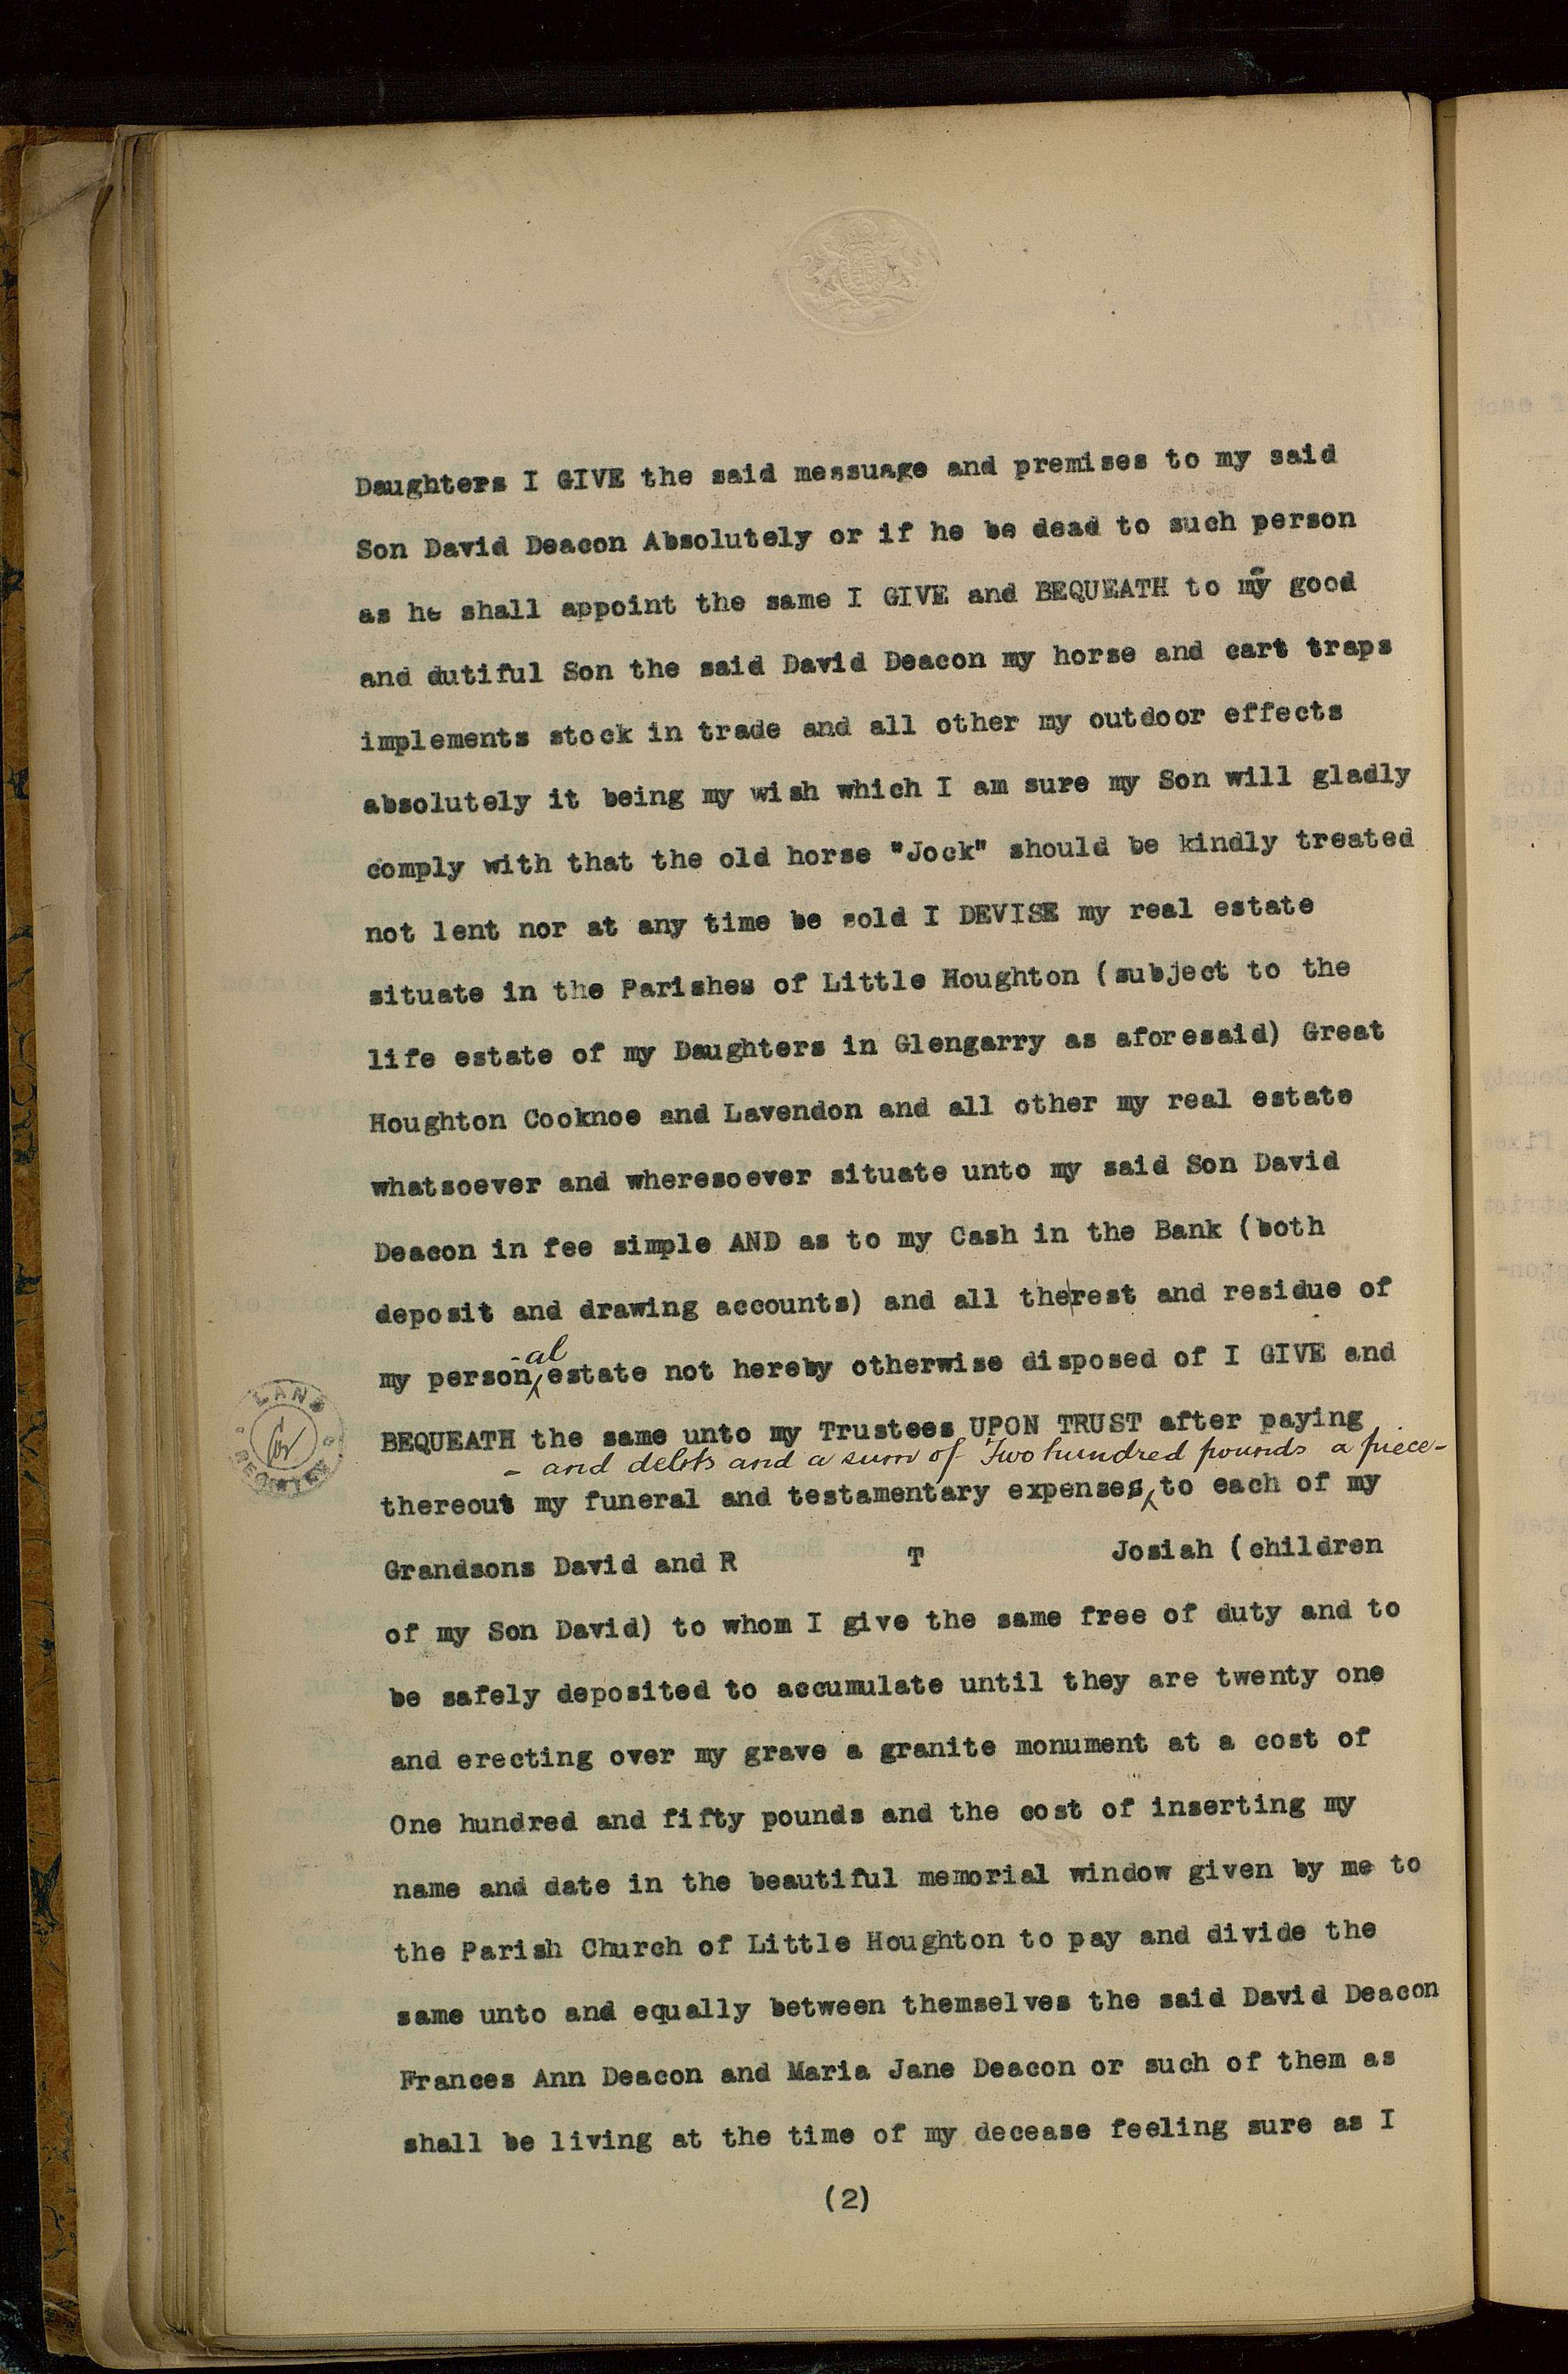 Daughters I GIVE the said messuage and premises to my said
Son David Deacon Absolutely or if he be dead to such person
as he shall appoint the same I GIVE and BEQUEATH to my good
and dutiful Son the said David Deacon my horse and cart traps
implements stock in trade and all other my outdoor effects
absolutely it being my wish which I am sure my Son will gladly
comply with that the old horse "Jock" should be kindly treated
not lent nor at any time be sold I DEVISE my real estate
situate in the Parishes of Little Houghton (subject to the
life estate of my Daughters in Glengarry as aforesaid) Great
Houghton Cooknoe and Lavendon and all other my real estate
whatsoever and wheresoever situate unto my said Son David
Deacon in fee simple AND as to my Cash in the Bank (both
deposit and drawing accounts) and all the|rest and residue of
-al
my person estate not hereby otherwise disposed of I GIVE and
LAND REGISTRY
BEQUEATH the same unto my Trustees UPON TRUST after paying
- and debts and a sum of Two hundred pounds a piece -
thereout my funeral and testamentary expenses to each of my
Grandsons David and R T Josiah (children
of my Son David) to whom I give the same free of duty and to
be safely deposited to accumulate until they are twenty one
and erecting over my grave a granite monument at a cost of
One hundred and fifty pounds and the cost of inserting my
name and date in the beautiful memorial window given by me to
the Parish Church of Little Houghton to pay and divide the
same unto and equally between themselves the said David Deacon
Frances Ann Deacon and Maria Jane Deacon or such of them as
shall be living at the time of my decease feeling sure as I
(2)